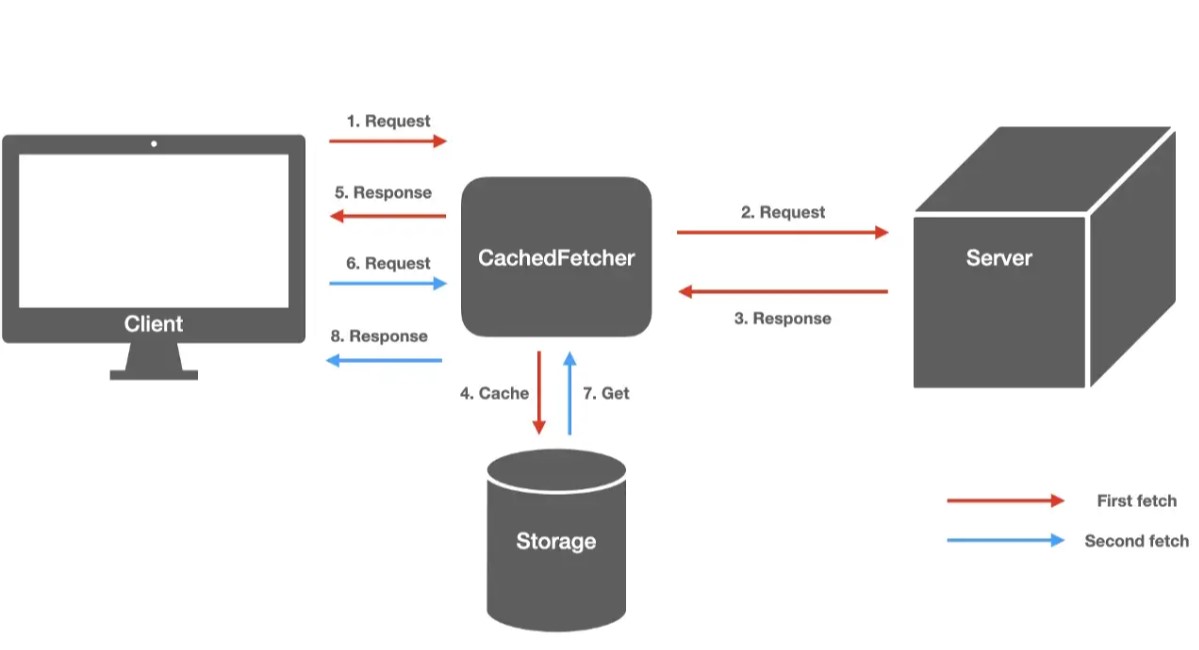 1. Request
5. Response
6. Request
8. Response
Client
CachedFetcher
2. Request
3. Response
Server
4. Cache
7. Get
Storage
First fetch
Second fetch